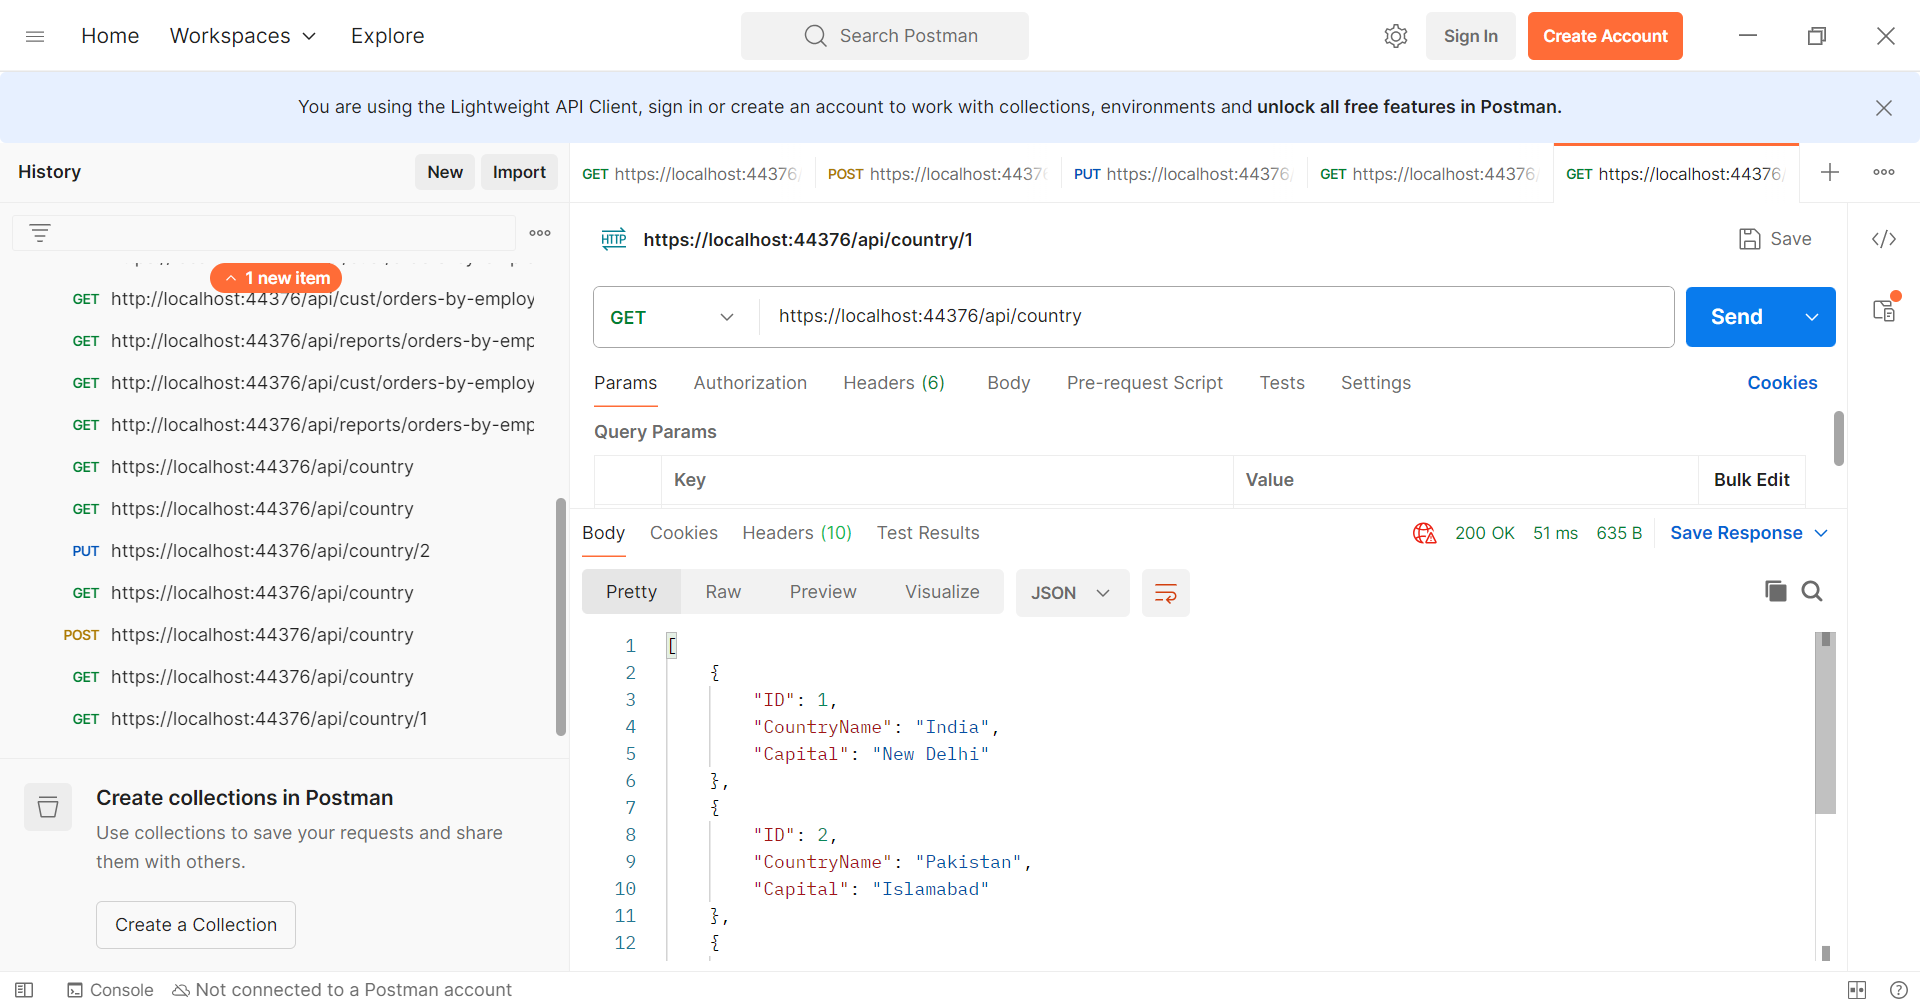 Home Workspaces Explore Search Postman Sign In Create Account
You are using the Lightweight API Client, sign in or create an account to work with collections, environments and unlock all free features in Postman.
History New Import
GET https://localhost:44376/ POST https://localhost:4437 PUT https://localhost:44376/ GET https://localhost:44376/ GET https://localhost:44376/
1 new item
GET http://localhost:44376/api/cust/orders-by-employ
GET http://localhost:44376/api/reports/orders-by-emp
GET http://localhost:44376/api/cust/orders-by-employ
GET http://localhost:44376/api/reports/orders-by-emp
GET https://localhost:44376/api/country
GET https://localhost:44376/api/country
PUT https://localhost:44376/api/country/2
GET https://localhost:44376/api/country
POST https://localhost:44376/api/country
GET https://localhost:44376/api/country
GET https://localhost:44376/api/country/1
Create collections in Postman
Use collections to save your requests and share
them with others.
Create a Collection
HTTP https://localhost:44376/api/country/1 Save
GET https://localhost:44376/api/country Send
Params Authorization Headers (6) Body Pre-request Script Tests Settings Cookies
Query Params
Key Value Bulk Edit
Body Cookies Headers (10) Test Results 200 OK 51 ms 635 B Save Response
Pretty Raw Preview Visualize JSON
1 [
2 {
3 "ID": 1,
4 "CountryName": "India",
5 "Capital": "New Delhi"
6 },
7 {
8 "ID": 2,
9 "CountryName": "Pakistan",
10 "Capital": "Islamabad"
11 },
12 {
Console Not connected to a Postman account